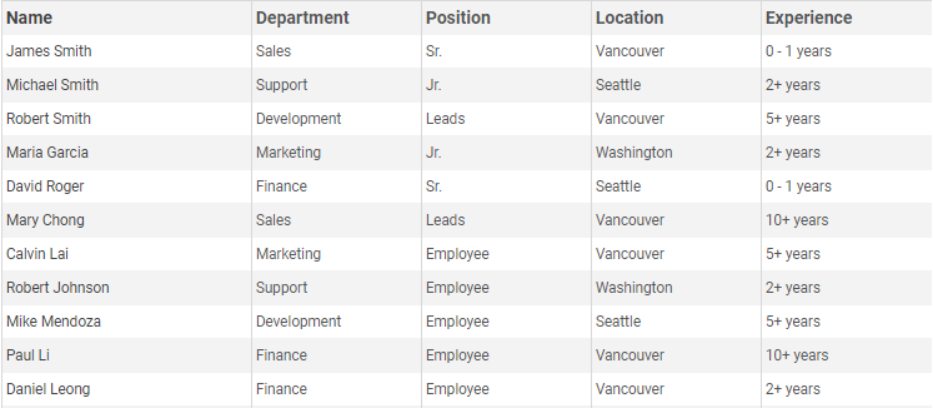 Name Department Position Location Experience
James Smith Sales Sr. Vancouver 0 - 1 years
Michael Smith Support Jr. Seattle 2+ years
Robert Smith Development Leads Vancouver 5+ years
Maria Garcia Marketing Jr. Washington 2+ years
David Roger Finance Sr. Seattle 0 - 1 years
Mary Chong Sales Leads Vancouver 10+ years
Calvin Lai Marketing Employee Vancouver 5+ years
Robert Johnson Support Employee Washington 2+ years
Mike Mendoza Development Employee Seattle 5+ years
Paul Li Finance Employee Vancouver 10+ years
Daniel Leong Finance Employee Vancouver 2+ years